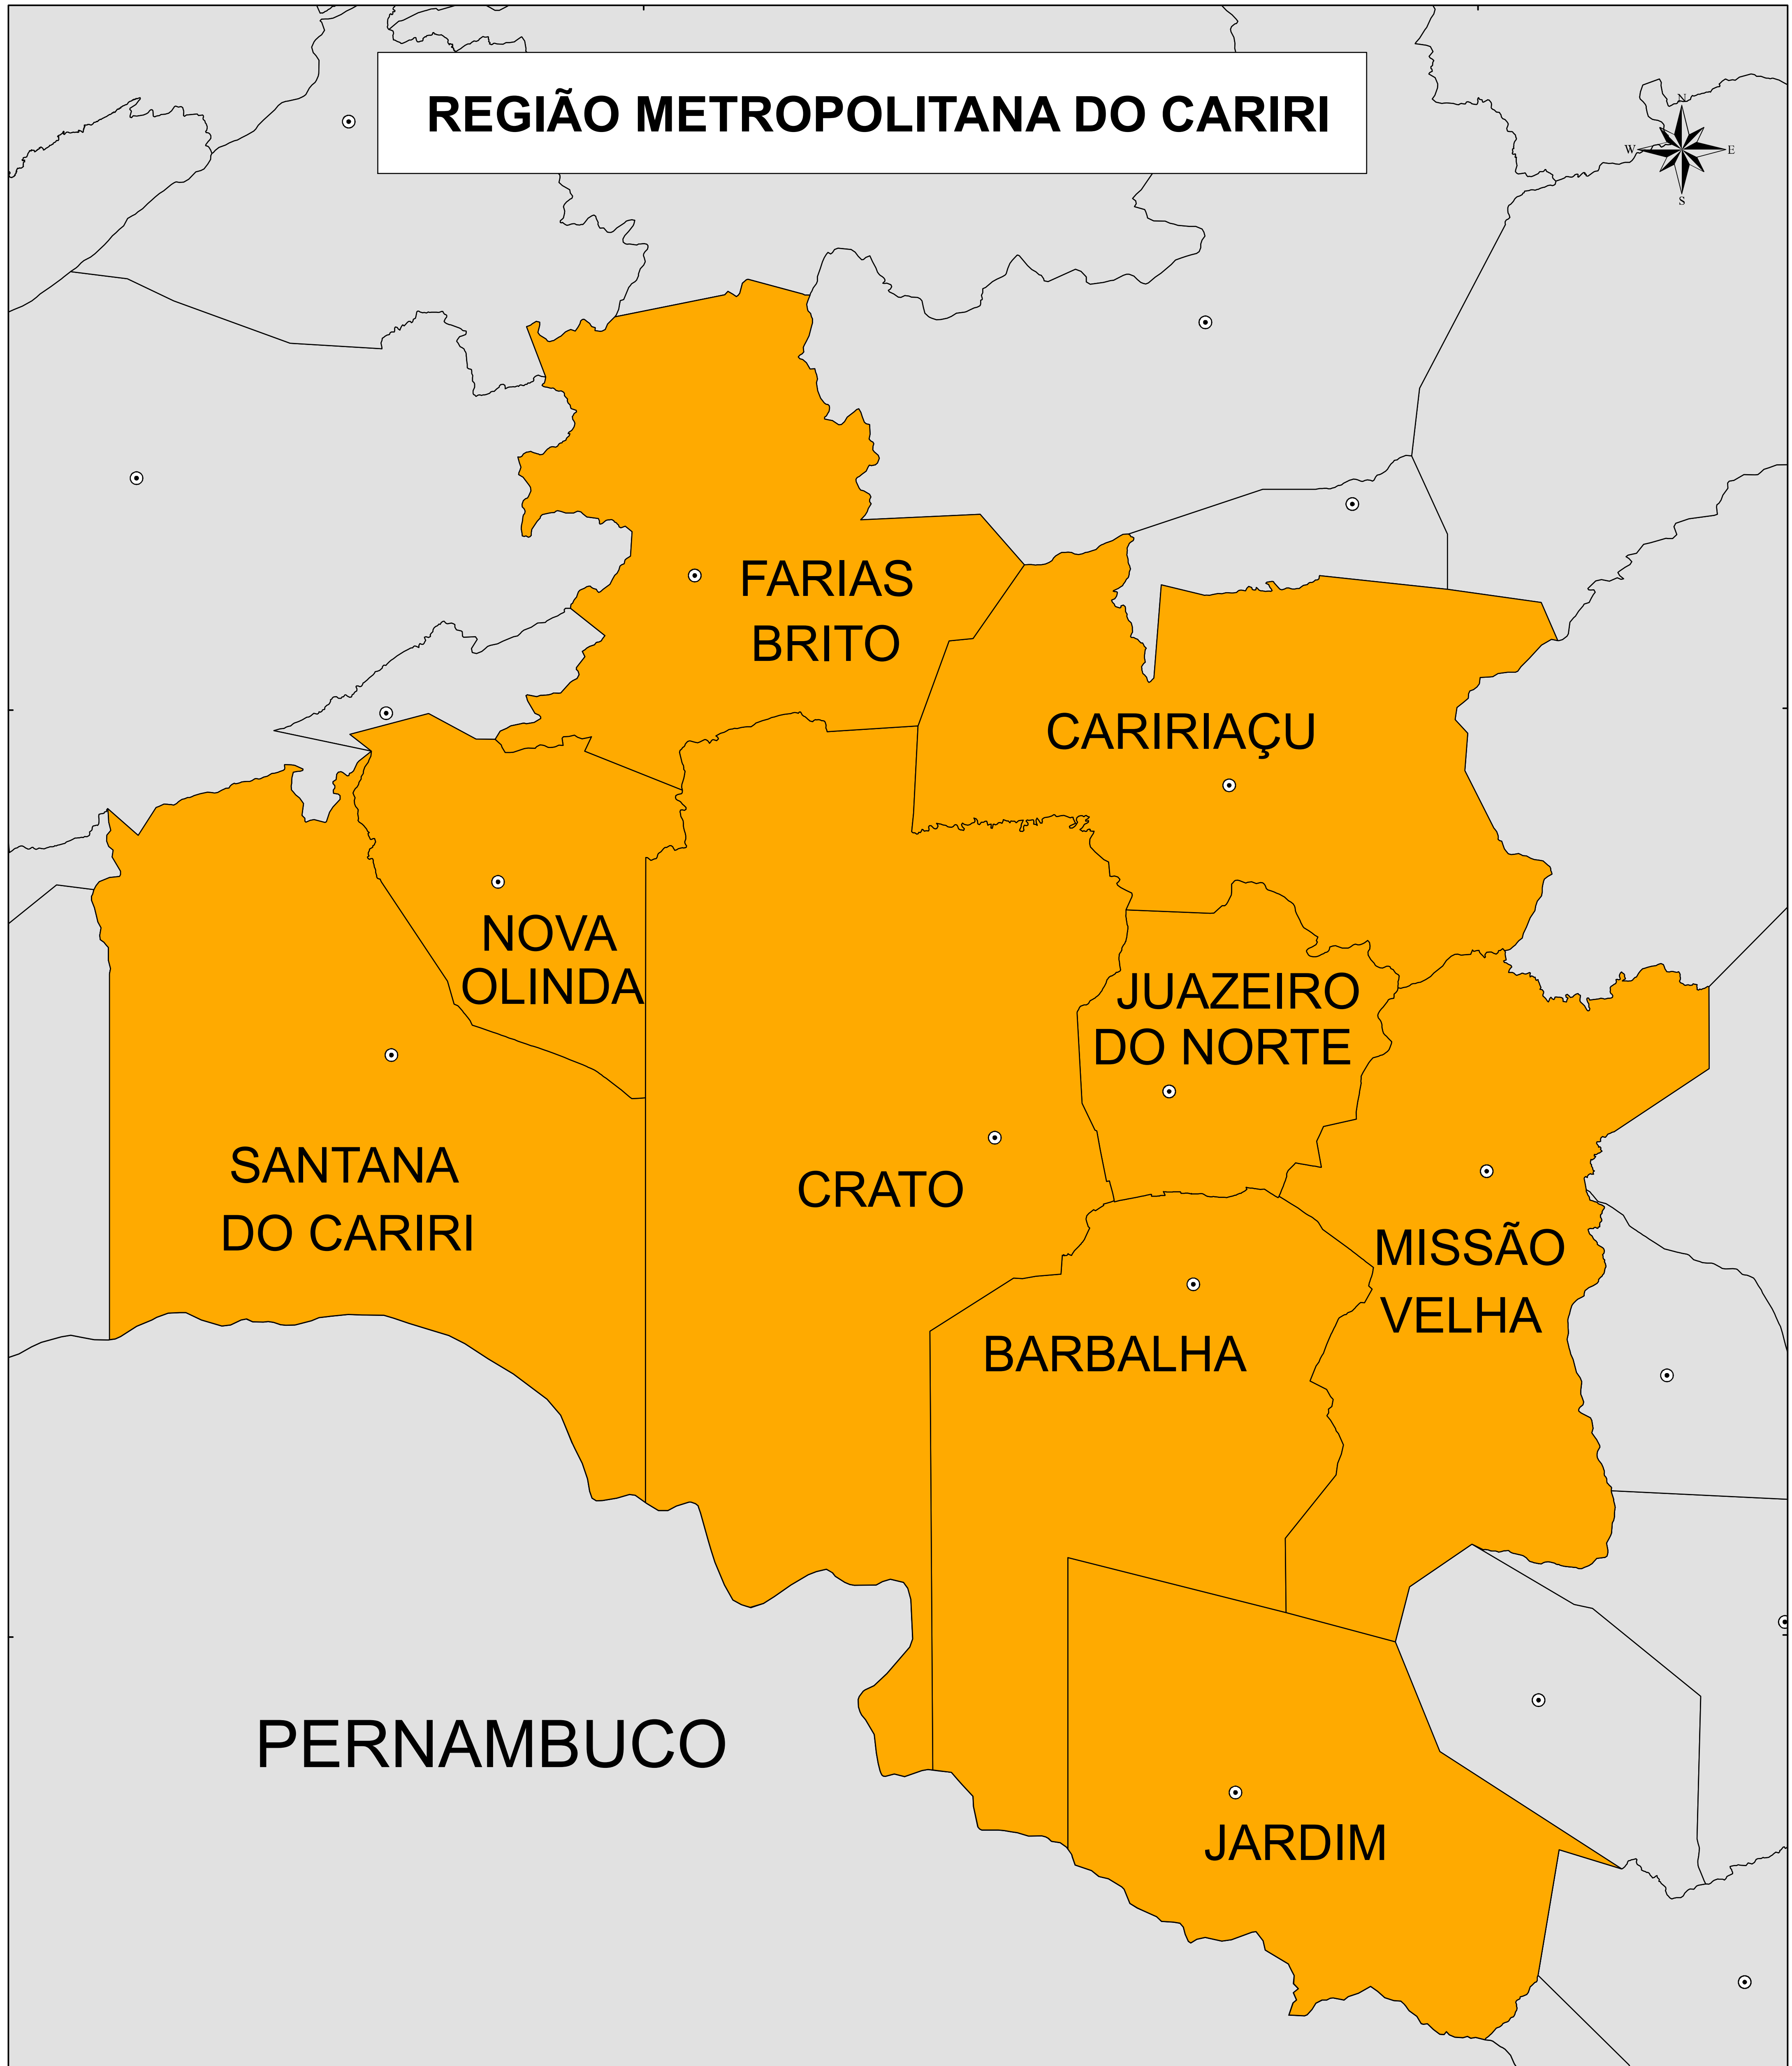 REGIÃO METROPOLITANA DO CARIRI
N
W
E
S
FARIAS
BRITO
CARIRIAÇU
NOVA
OLINDA
JUAZEIRO
DO NORTE
SANTANA
DO CARIRI
CRATO
MISSÃO
VELHA
BARBALHA
PERNAMBUCO
JARDIM